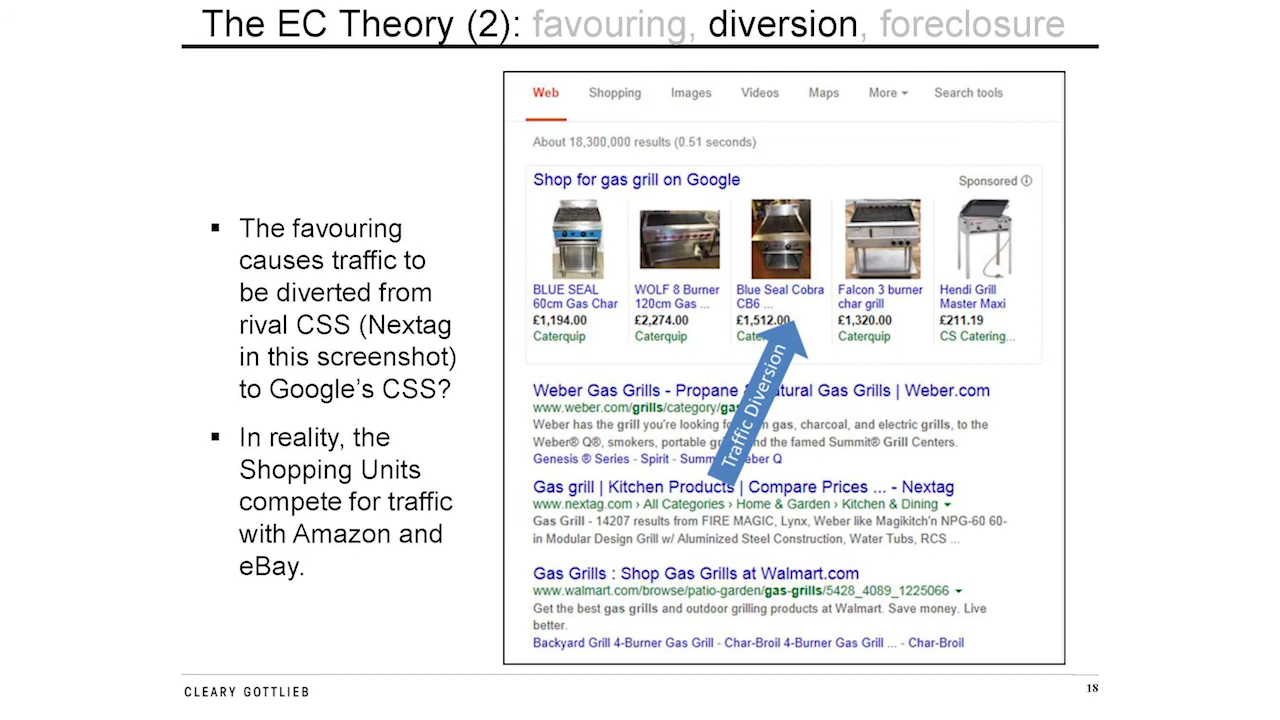 The EC Theory (2): favouring, diversion, foreclosure
▪ The favouring
causes traffic to
be diverted from
rival CSS (Nextag
in this screenshot)
to Google’s CSS?
▪ In reality, the
Shopping Units
compete for traffic
with Amazon and
eBay.
Web Shopping Images Videos Maps More Search tools
About 18,300,000 results (0.51 seconds)
Shop for gas grill on Google Sponsored
BLUE SEAL
60cm Gas Char
£1,194.00
Caterquip
WOLF 8 Burner
120cm Gas ...
£2,274.00
Caterquip
Blue Seal Cobra
CB6 ...
£1,512.00
Falcon 3 burner
char grill
£1,320.00
Caterquip
Hendi Grill
Master Maxi
£211.19
CS Catering...
Traffic Diversion
Weber Gas Grills - Propane Natural Gas Grills | Weber.com
www.weber.com/grills/category/
Weber has the grill you're looking gas, charcoal, and electric grills, to the
Weber® Q®, smokers, portable and the famed Summit® Grill Centers.
Genesis ® Series - Spirit - Weber Q
Gas grill | Kitchen Products | Compare Prices ... - Nextag
www.nextag.com › All Categories › Home & Garden › Kitchen & Dining
Gas Grill - 14207 results from FIRE MAGIC, Lynx, Weber like Magikitch'n NPG-60 60-
in Modular Design Grill w/ Aluminized Steel Construction, Water Tubs, RCS ...
Gas Grills : Shop Gas Grills at Walmart.com
www.walmart.com/browse/patio-garden/gas-grills/5428_4089_1225066
Get the best gas grills and outdoor grilling products at Walmart. Save money. Live
better.
Backyard Grill 4-Burner Gas Grill - Char-Broil 4-Burner Gas Grill ... - Char-Broil
CLEARY GOTTLIEB
18